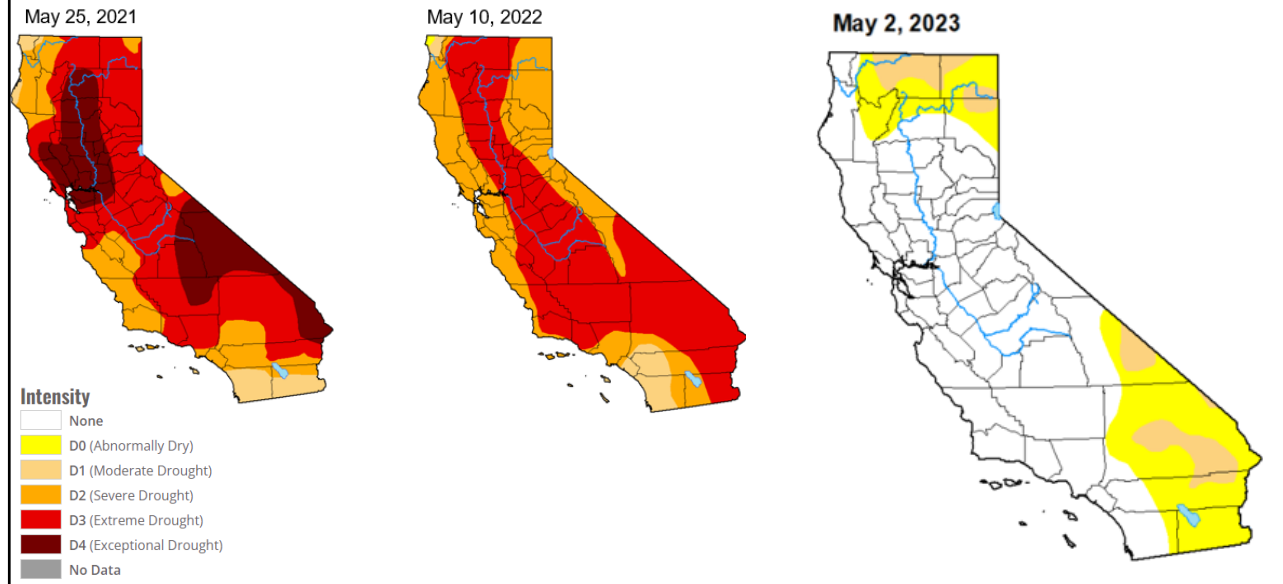 May 25, 2021
May 10, 2022
May 2, 2023
Intensity
None
D0 (Abnormally Dry)
D1 (Moderate Drought)
D2 (Severe Drought)
D3 (Extreme Drought)
D4 (Exceptional Drought)
No Data